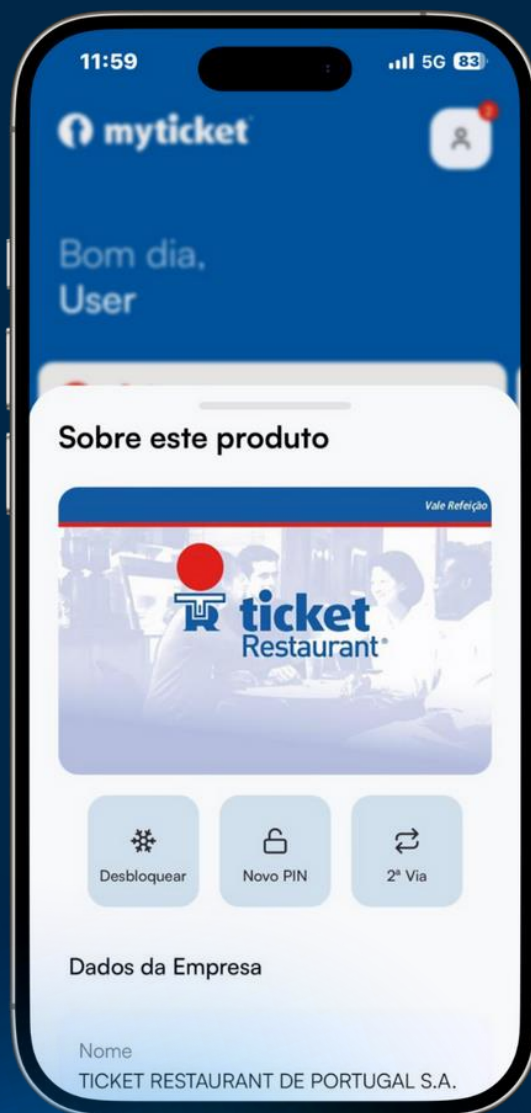 11:59
5G 83
myticket
Bom dia,
User
Sobre este produto
Vale Refeição
TR ticket
Restaurant®
Desbloquear
Novo PIN
2ª Via
Dados da Empresa
Nome
TICKET RESTAURANT DE PORTUGAL S.A.